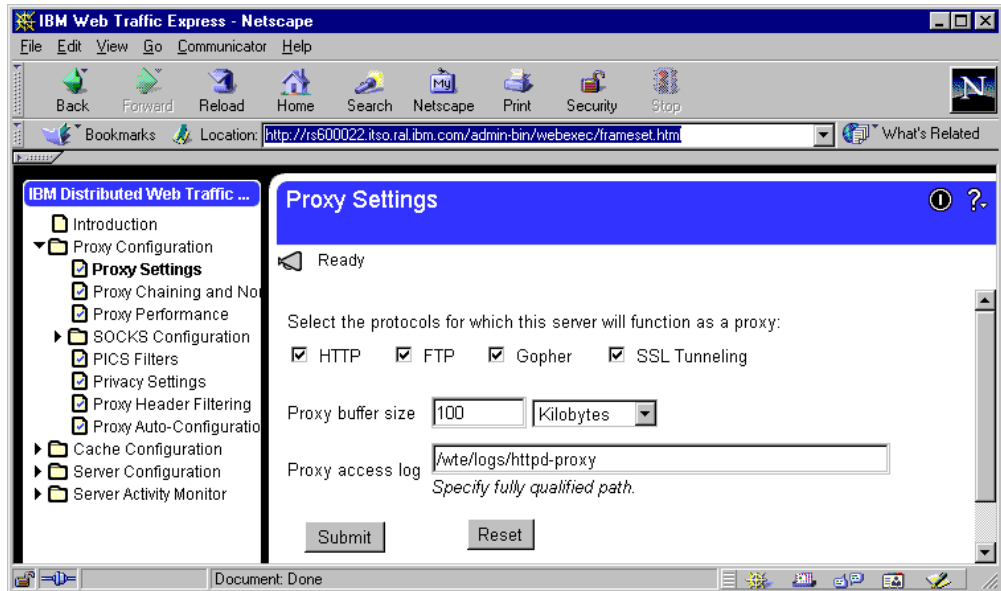 IBM Web Traffic Express - Netscape
File Edit View Go Communicator Help
Back Forward Reload Home Search Netscape Print Security Stop
My
N
Bookmarks Location: http://rs600022.itso.ral.ibm.com/admin-bin/webexec/frameset.html What's Related
IBM Distributed Web Traffic ...
Introduction
Proxy Configuration
Proxy Settings
Proxy Chaining and Nor
Proxy Performance
SOCKS Configuration
PICS Filters
Privacy Settings
Proxy Header Filtering
Proxy Auto-Configuratio
Cache Configuration
Server Configuration
Server Activity Monitor
Proxy Settings
Ready
Select the protocols for which this server will function as a proxy:
HTTP FTP Gopher SSL Tunneling
Proxy buffer size 100 Kilobytes
Proxy access log /wte/logs/httpd-proxy
Specify fully qualified path.
Submit Reset
Document: Done